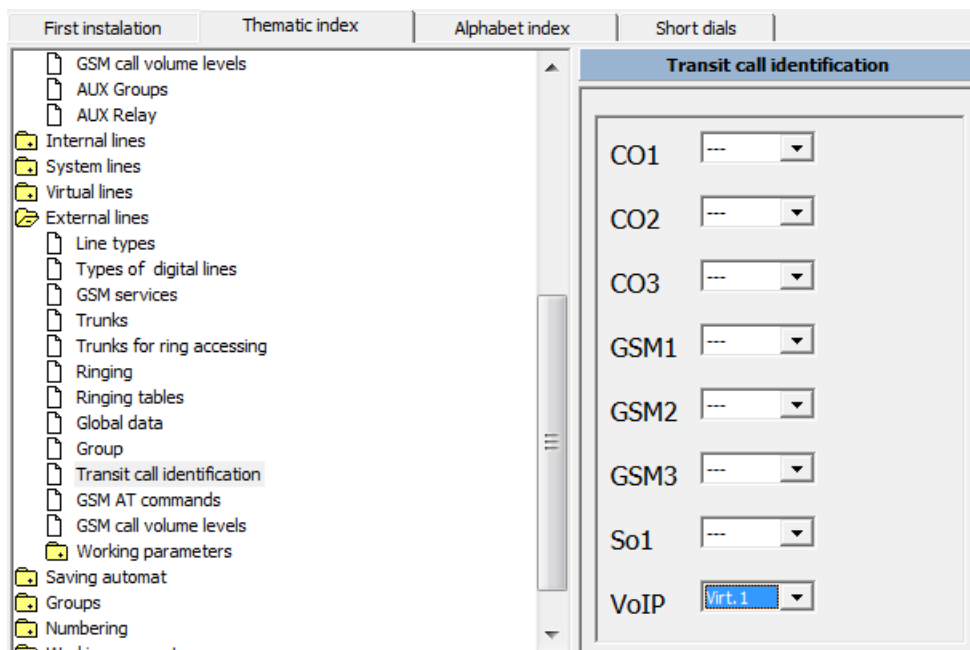 First instalation
Thematic index
Alphabet index
Short dials
GSM call volume levels
AUX Groups
AUX Relay
Internal lines
System lines
Virtual lines
External lines
Line types
Types of digital lines
GSM services
Trunks
Trunks for ring accessing
Ringing
Ringing tables
Global data
Group
Transit call identification
GSM AT commands
GSM call volume levels
Working parameters
Saving automat
Groups
Numbering
Transit call identification
CO1 ---
CO2 ---
CO3 ---
GSM1 ---
GSM2 ---
GSM3 ---
So1 ---
VoIP Virt.1